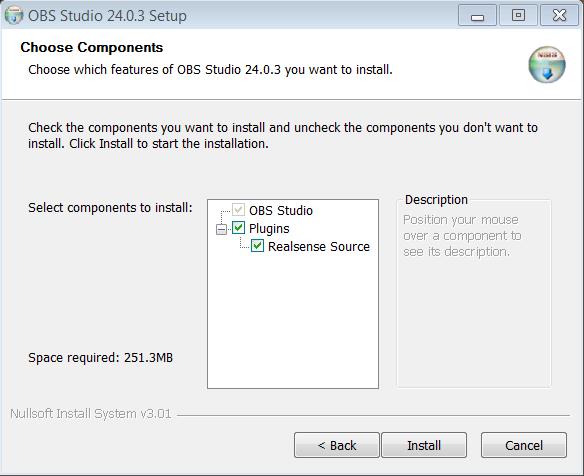 OBS Studio 24.0.3 Setup
Choose Components
Choose which features of OBS Studio 24.0.3 you want to install.
Check the components you want to install and uncheck the components you don't want to
install. Click Install to start the installation.
Select components to install:
OBS Studio
Plugins
Realsense Source
Description
Position your mouse
over a component to
see its description.
Space required: 251.3MB
Nullsoft Install System v3.01
< Back
Install
Cancel